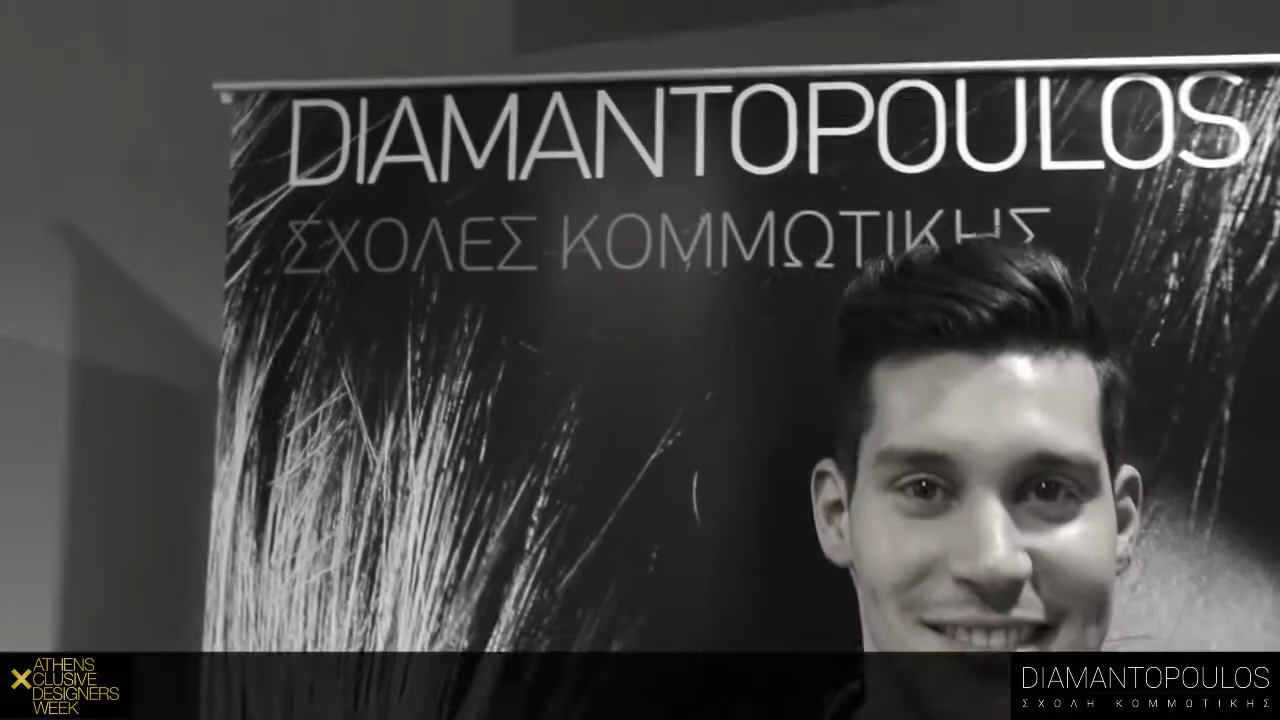 DIAMANTOPOULOS
ΣΧΟΛΕΣ ΚΟΜΜΩΤΙΚΗΣ
ATHENS
XCLUSIVE
DESIGNERS
WEEK
DIAMANTOPOULOS
ΣΧΟΛΗ ΚΟΜΜΩΤΙΚΗΣ